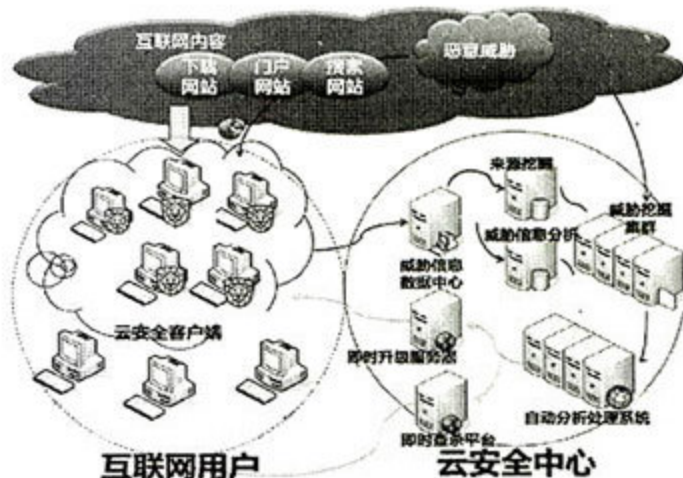 互联网内容
恶意威胁
下载
网站
门户
网站
搜索
网站
来源挖掘
威胁挖掘
集群
威胁信息分析
威胁信息
数据中心
云安全客户端
即时升级服务器
自动分析处理系统
即时查杀平台
互联网用户
云安全中心